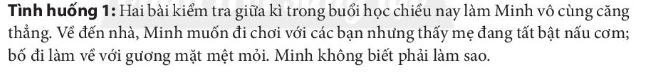 Tình huống 1: Hai bài kiểm tra giữa kì trong buổi học chiều nay làm Minh vô cùng căng
thẳng. Về đến nhà, Minh muốn đi chơi với các bạn nhưng thấy mẹ đang tất bật nấu cơm;
bố đi làm về với gương mặt mệt mỏi. Minh không biết phải làm sao.